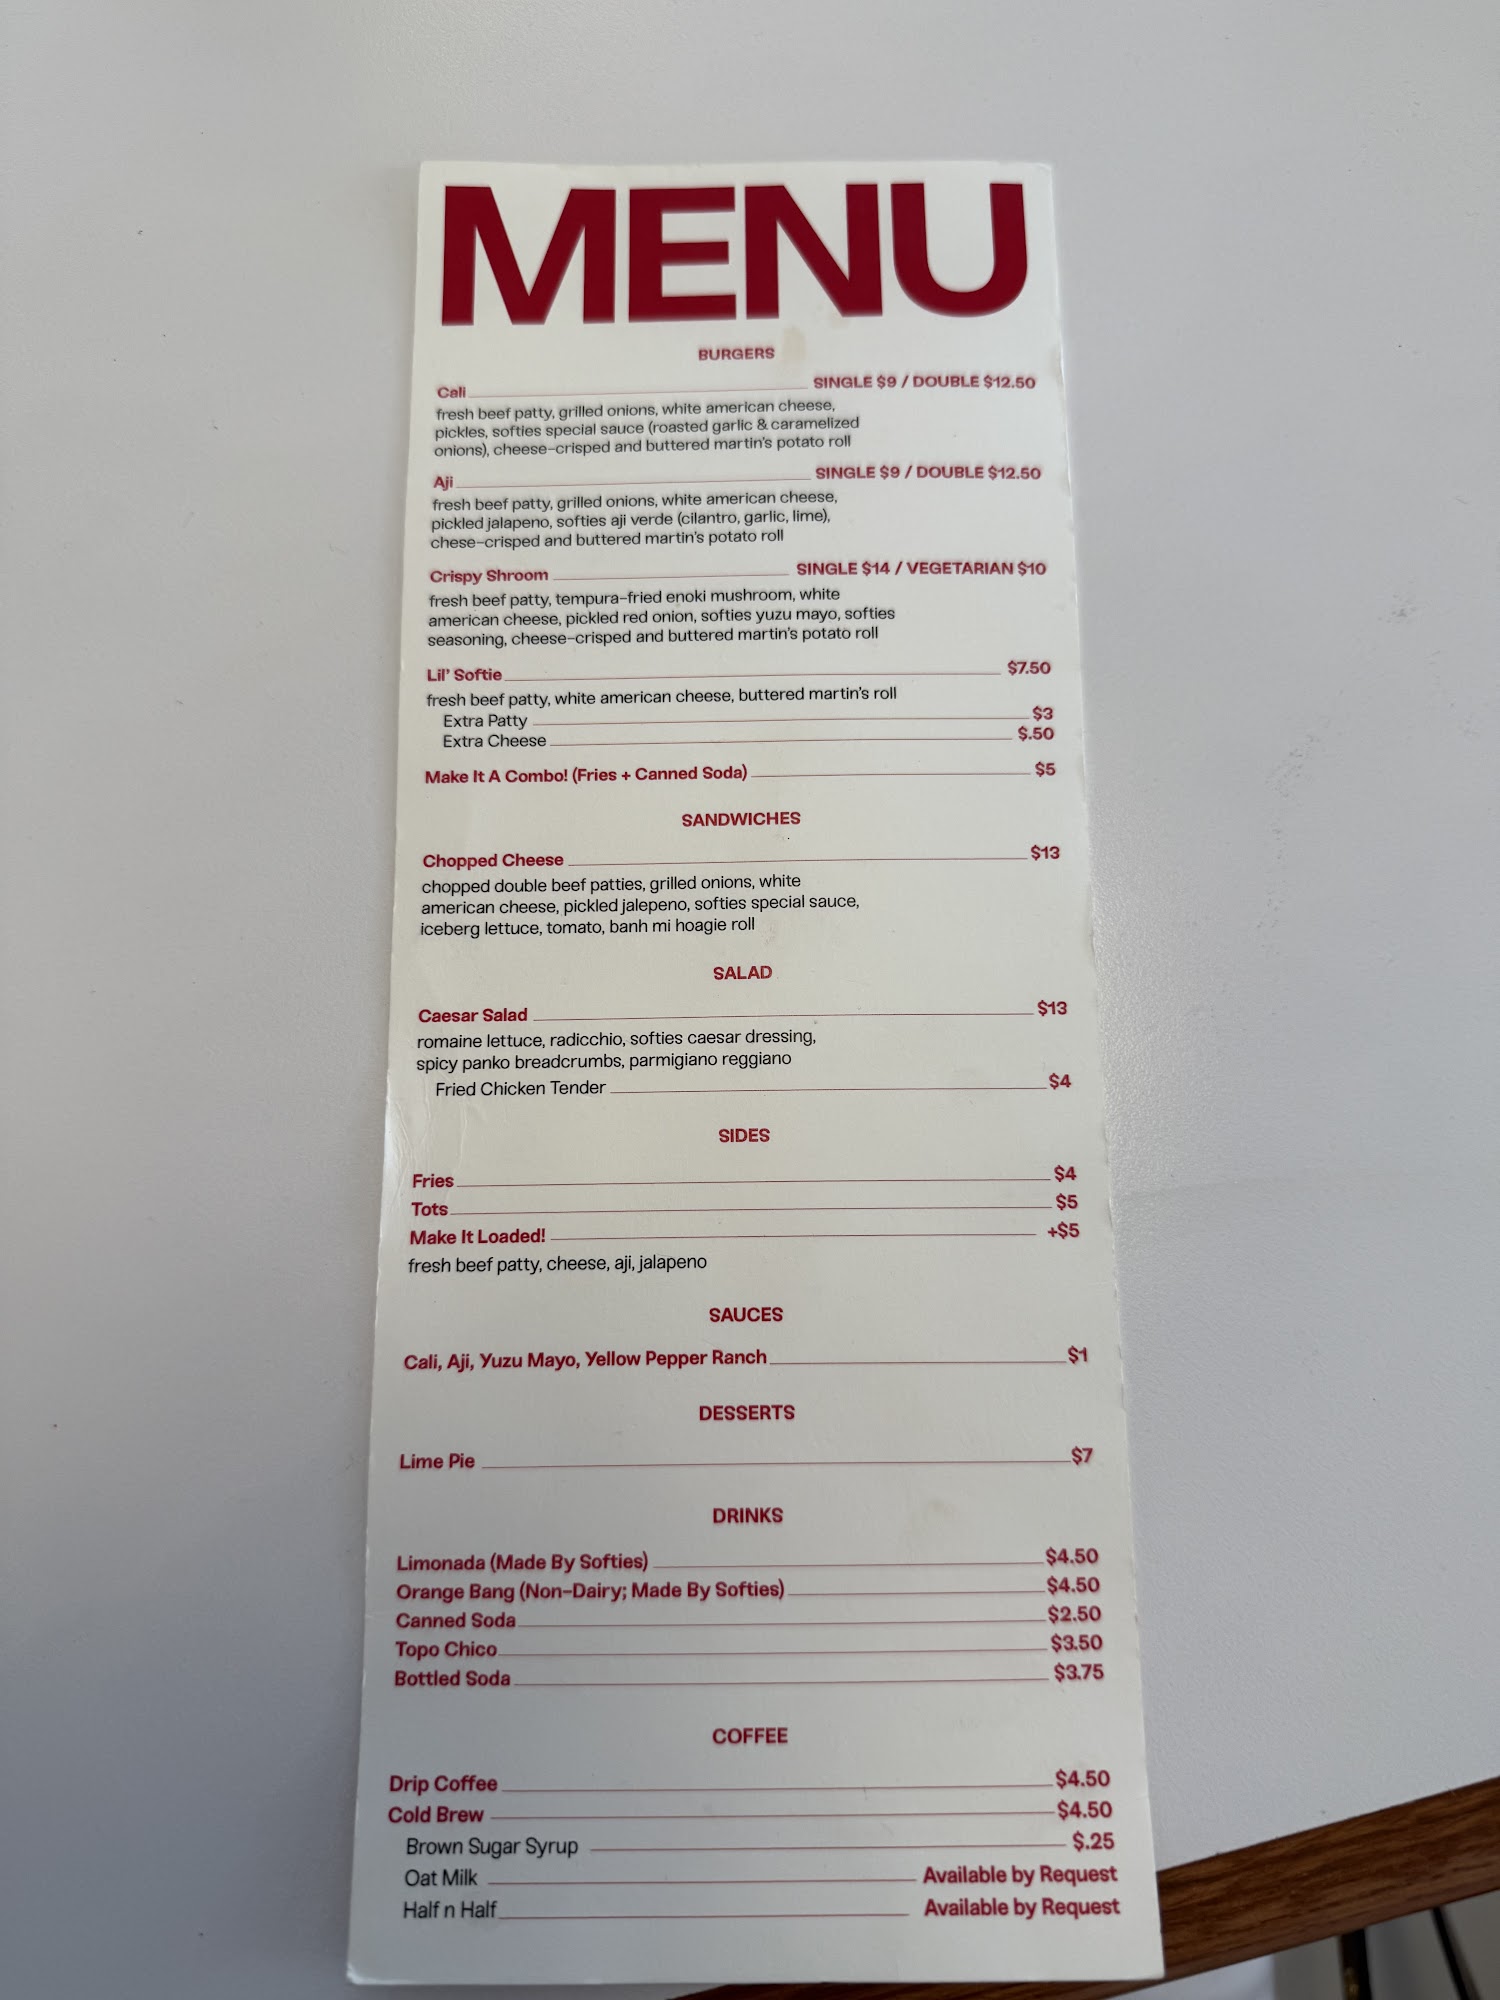 MENU
BURGERS
Cali SINGLE $9 / DOUBLE $12.50
fresh beef patty, grilled onions, white american cheese,
pickles, softies special sauce (roasted garlic & caramelized
onions), cheese-crisped and buttered martin's potato roll
Aji SINGLE $9 / DOUBLE $12.50
fresh beef patty, grilled onions, white american cheese,
pickled jalapeno, softies aji verde (cilantro, garlic, lime),
chese-crisped and buttered martin's potato roll
Crispy Shroom SINGLE $14 / VEGETARIAN $10
fresh beef patty, tempura-fried enoki mushroom, white
american cheese, pickled red onion, softies yuzu mayo, softies
seasoning, cheese-crisped and buttered martin's potato roll
Lil' Softie $7.50
fresh beef patty, white american cheese, buttered martin's roll
Extra Patty $3
Extra Cheese $.50
Make It A Combo! (Fries + Canned Soda) $5
SANDWICHES
Chopped Cheese $13
chopped double beef patties, grilled onions, white
american cheese, pickled jalepeno, softies special sauce,
iceberg lettuce, tomato, banh mi hoagie roll
SALAD
Caesar Salad $13
romaine lettuce, radicchio, softies caesar dressing,
spicy panko breadcrumbs, parmigiano reggiano
Fried Chicken Tender $4
SIDES
Fries $4
Tots $5
Make It Loaded! +$5
fresh beef patty, cheese, aji, jalapeno
SAUCES
Cali, Aji, Yuzu Mayo, Yellow Pepper Ranch $1
DESSERTS
Lime Pie $7
DRINKS
Limonada (Made By Softies) $4.50
Orange Bang (Non-Dairy; Made By Softies) $4.50
Canned Soda $2.50
Topo Chico $3.50
Bottled Soda $3.75
COFFEE
Drip Coffee $4.50
Cold Brew $4.50
Brown Sugar Syrup $.25
Oat Milk Available by Request
Half n Half Available by Request